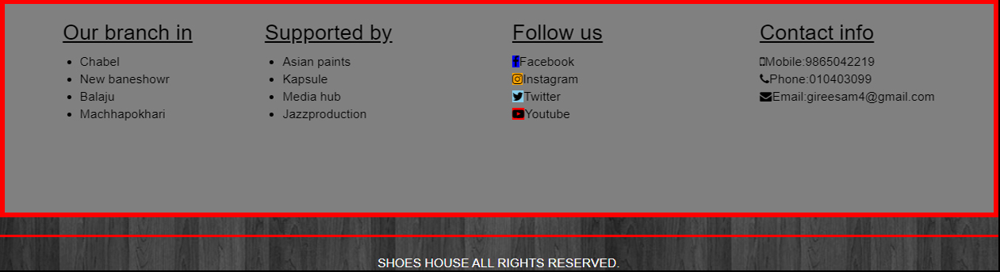 Our branch in
Chabel
New baneshowr
Balaju
Machhapokhari
Supported by
Asian paints
Kapsule
Media hub
Jazzproduction
Follow us
Facebook
Instagram
Twitter
Youtube
Contact info
Mobile:9865042219
Phone:010403099
Email:gireesam4@gmail.com
SHOES HOUSE ALL RIGHTS RESERVED.